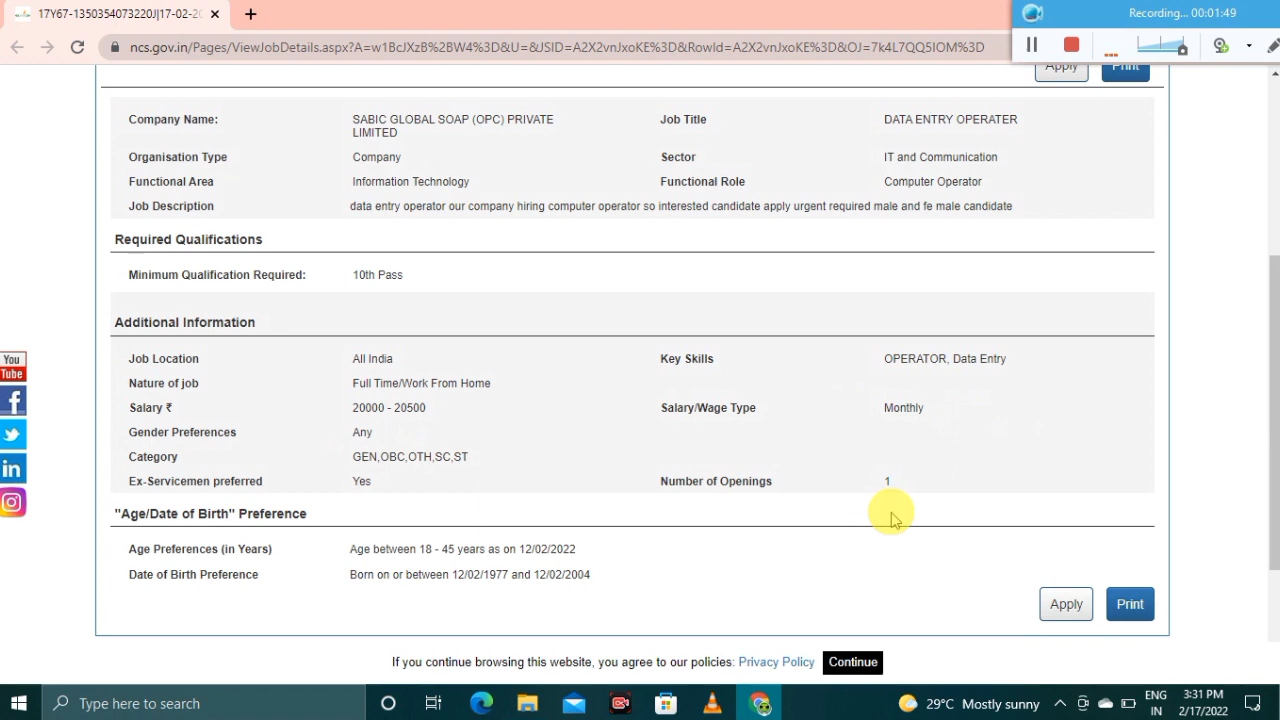 17Y67-1350354073220J|17-02-20
Recording... 00:01:49
ncs.gov.in/Pages/ViewJobDetails.aspx?A=w1BcJXzB%2BW4%3D&U=&JSID=A2X2vnJxoKE%3D&RowId=A2X2vnJxoKE%3D&OJ=7k4L7QQ5IOM%3D
Apply Print
Company Name: SABIC GLOBAL SOAP (OPC) PRIVATE LIMITED Job Title DATA ENTRY OPERATER
Organisation Type Company Sector IT and Communication
Functional Area Information Technology Functional Role Computer Operator
Job Description data entry operator our company hiring computer operator so interested candidate apply urgent required male and fe male candidate
Required Qualifications
Minimum Qualification Required: 10th Pass
Additional Information
Job Location All India Key Skills OPERATOR, Data Entry
Nature of job Full Time/Work From Home
Salary ₹ 20000 - 20500 Salary/Wage Type Monthly
Gender Preferences Any
Category GEN,OBC,OTH,SC,ST
Ex-Servicemen preferred Yes Number of Openings 1
"Age/Date of Birth" Preference
Age Preferences (in Years) Age between 18 - 45 years as on 12/02/2022
Date of Birth Preference Born on or between 12/02/1977 and 12/02/2004
Apply Print
You
Tube
If you continue browsing this website, you agree to our policies: Privacy Policy Continue
Type here to search
29°C Mostly sunny
ENG
IN
3:31 PM
2/17/2022